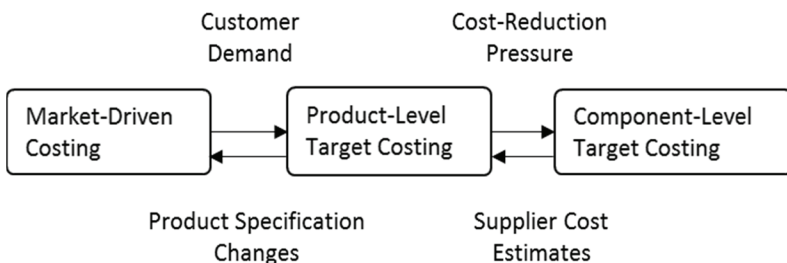 Customer
Demand
Cost-Reduction
Pressure
Market-Driven
Costing
Product-Level
Target Costing
Component-Level
Target Costing
Product Specification
Changes
Supplier Cost
Estimates